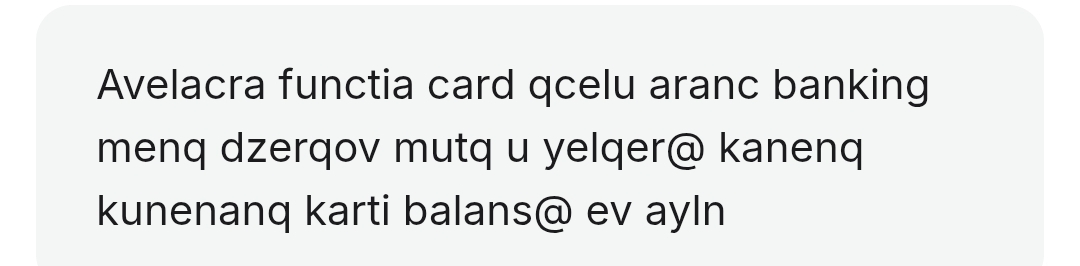 Avelacra functia card qcelu aranc banking
menq dzerqov mutq u yelqer@ kanenq
kunenanq karti balans@ ev ayln